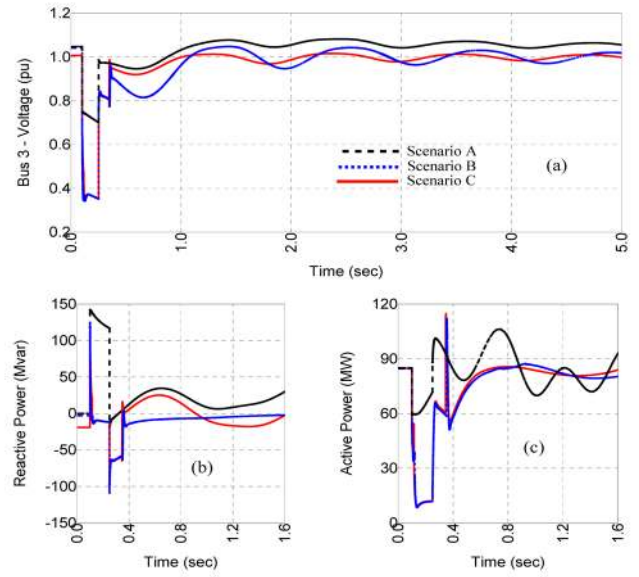 1.2
1.0
0.8
0.6
0.4
0.2
Bus 3 - Voltage (pu)
Scenario A
Scenario B
Scenario C
(a)
0.0
1.0
2.0
3.0
4.0
5.0
Time (sec)
150
100
50
0
-50
-100
-150
Reactive Power (Mvar)
(b)
0.0
0.4
0.8
1.2
1.6
Time (sec)
120
90
60
30
0
Active Power (MW)
(c)
0.0
0.4
0.8
1.2
1.6
Time (sec)